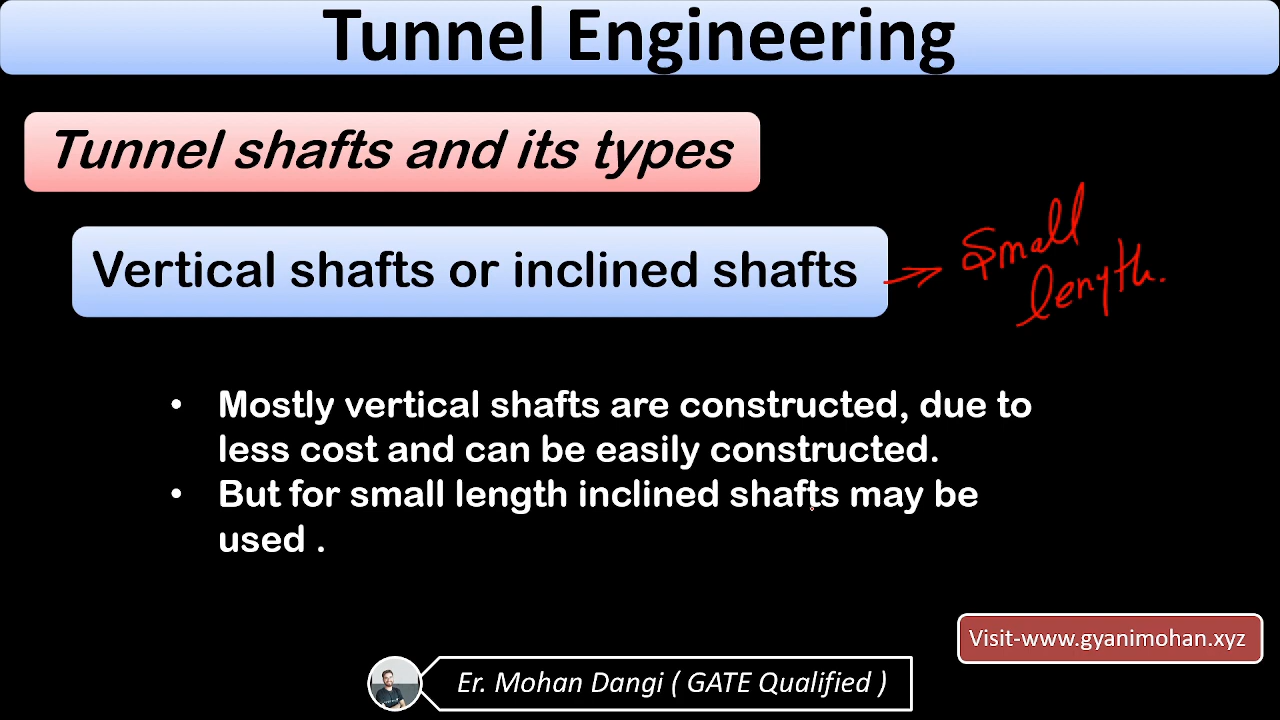 Tunnel Engineering
Tunnel shafts and its types
Vertical shafts or inclined shafts
Small
length.
• Mostly vertical shafts are constructed, due to
less cost and can be easily constructed.
• But for small length inclined shafts may be
used .
Visit-www.gyanimohan.xyz
Er. Mohan Dangi ( GATE Qualified )